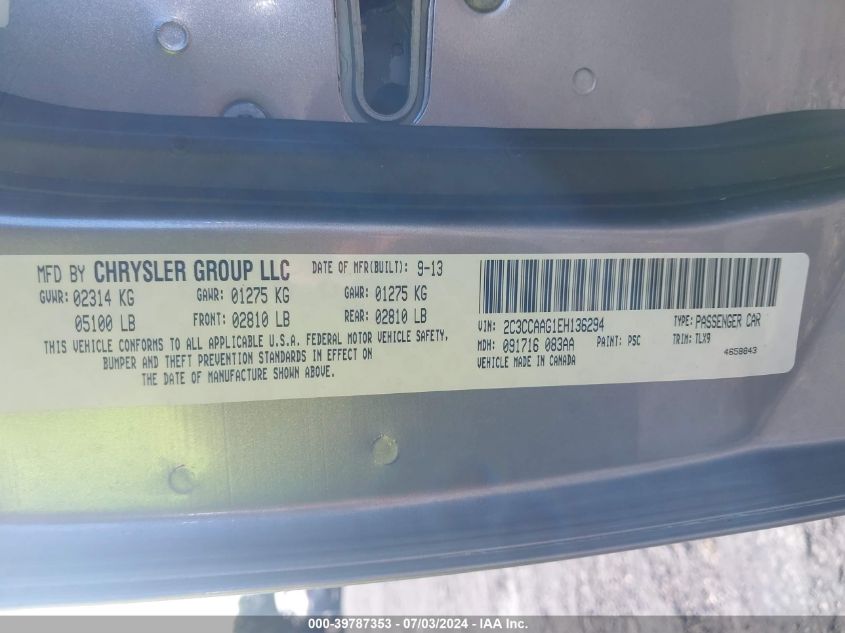 MFD BY CHRYSLER GROUP LLC DATE OF MFR(BUILT): 9-13
GVWR: 02314 KG GAWR: 01275 KG GAWR: 01275 KG
05100 LB FRONT: 02810 LB REAR: 02810 LB
THIS VEHICLE CONFORMS TO ALL APPLICABLE U.S.A. FEDERAL MOTOR VEHICLE SAFETY,
BUMPER AND THEFT PREVENTION STANDARDS IN EFFECT ON
THE DATE OF MANUFACTURE SHOWN ABOVE.
VIN: 2C3CCAAG1EH136294 TYPE: PASSENGER CAR
MDH: 091716 083AA PAINT: PSC TRIM: TLX9
VEHICLE MADE IN CANADA 4658843
000-39787353 - 07/03/2024 - IAA Inc.